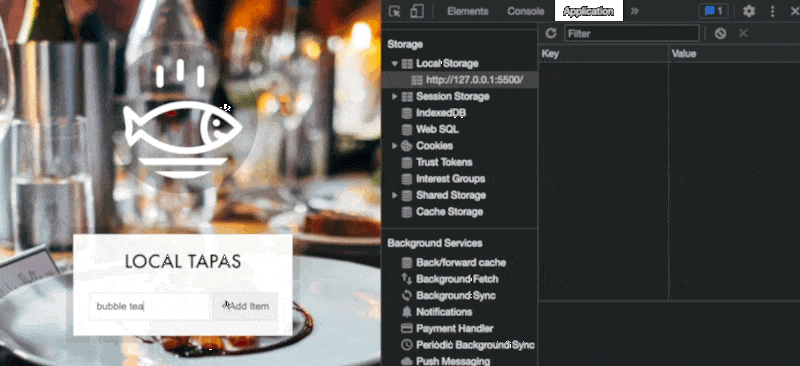 LOCAL TAPAS
bubble tea
+ Add Item
Elements
Console
Application
»
1
Storage
Local Storage
http://127.0.0.1:5500/
Session Storage
IndexedDB
Web SQL
Cookies
Trust Tokens
Interest Groups
Shared Storage
Cache Storage
Background Services
Back/forward cache
Background Fetch
Background Sync
Notifications
Payment Handler
Periodic Background Sync
Push Messaging
Filter
Key
Value